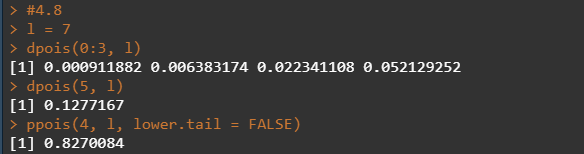 > #4.8
> l = 7
> dpois(0:3, l)
[1] 0.000911882 0.006383174 0.022341108 0.052129252
> dpois(5, l)
[1] 0.1277167
> ppois(4, l, lower.tail = FALSE)
[1] 0.8270084